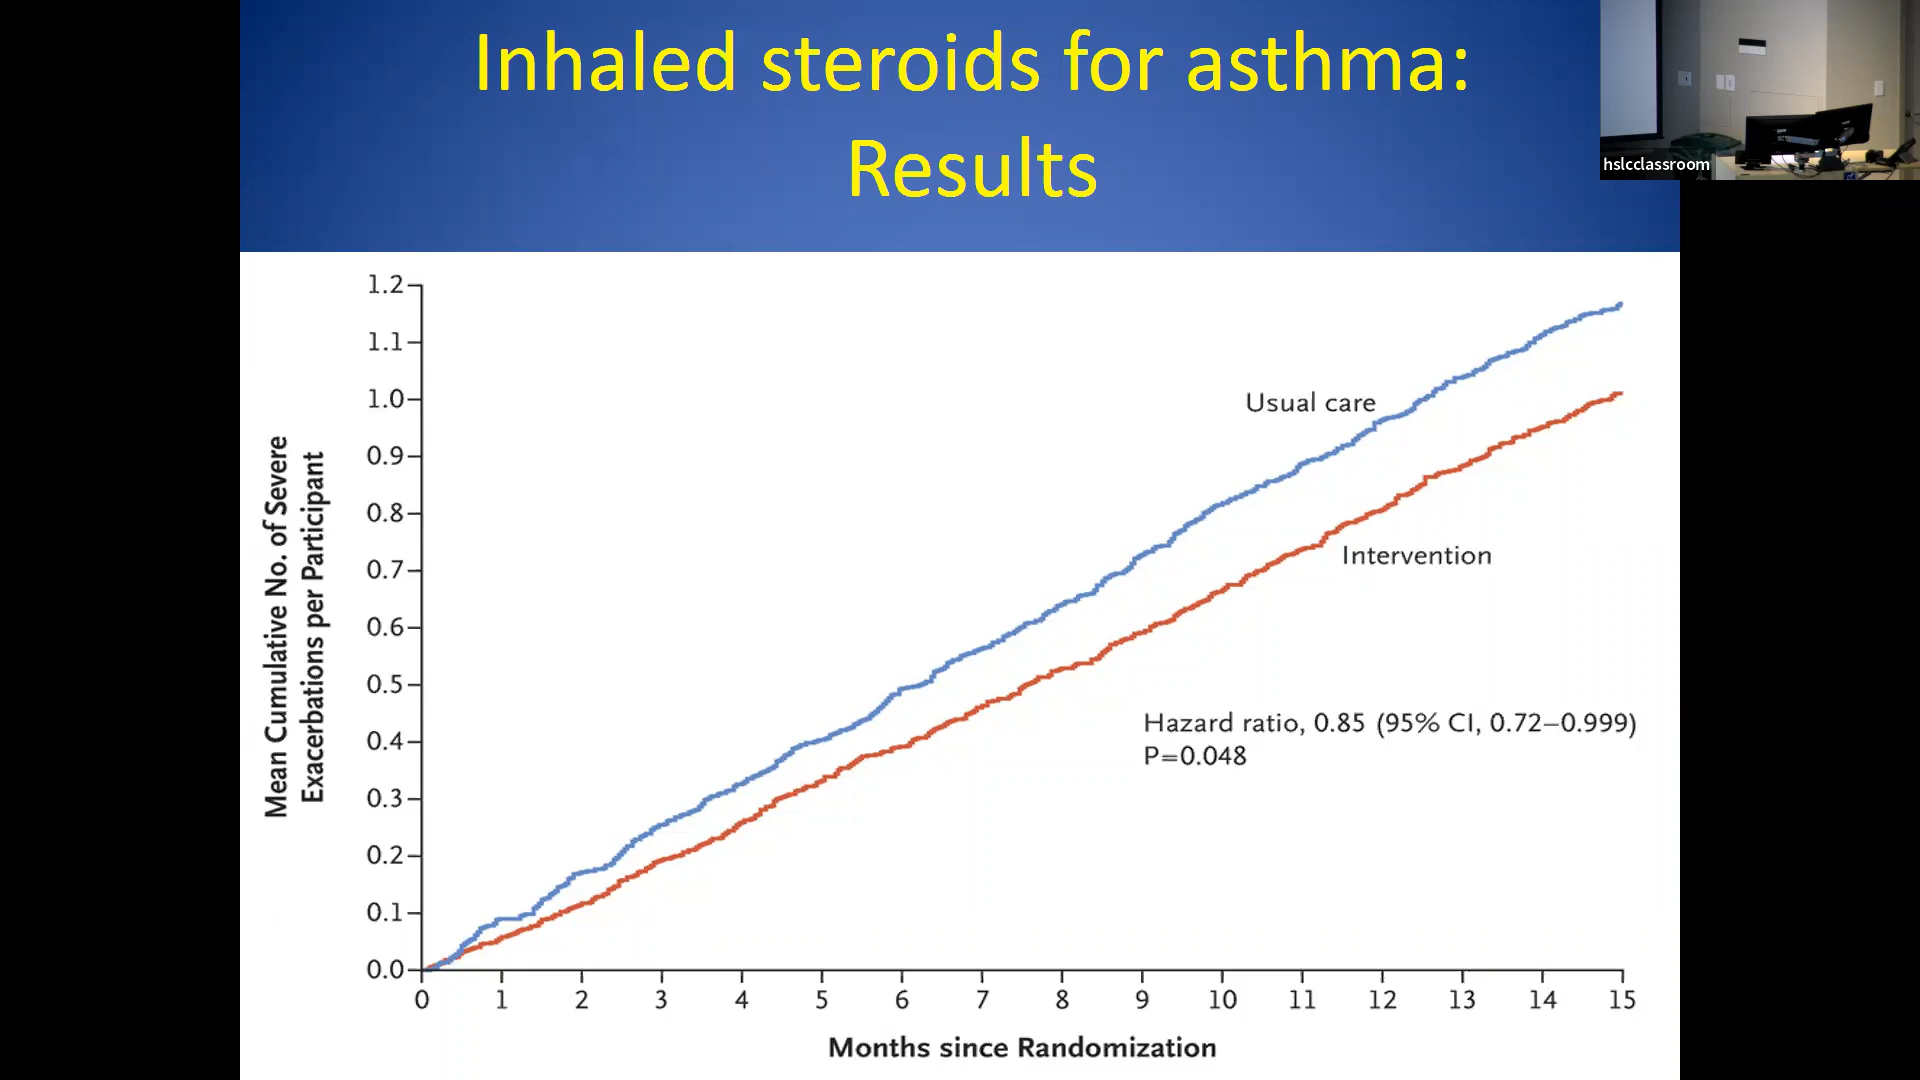 Inhaled steroids for asthma:
Results
hslcclassroom
Mean Cumulative No. of Severe
Exacerbations per Participant
1.2
1.1
1.0
0.9
0.8
0.7
0.6
0.5
0.4
0.3
0.2
0.1
0.0
Usual care
Intervention
Hazard ratio, 0.85 (95% CI, 0.72–0.999)
P=0.048
0 1 2 3 4 5 6 7 8 9 10 11 12 13 14 15
Months since Randomization